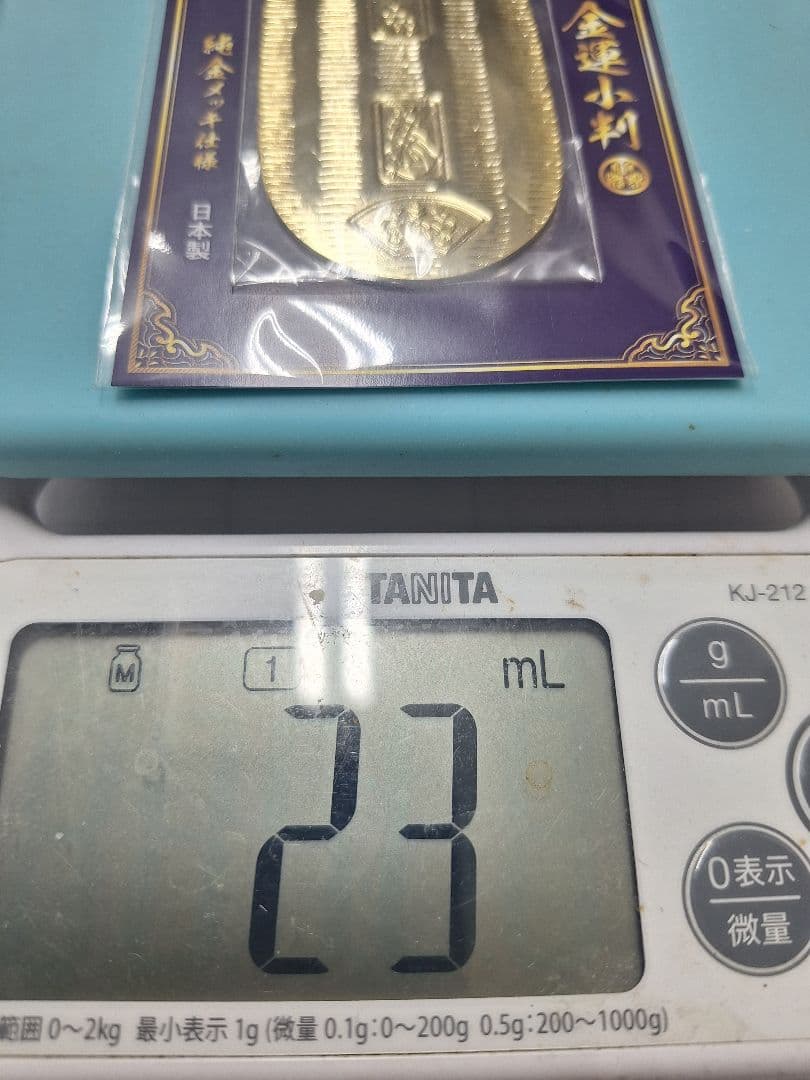 金運小判
純金メッキ仕様
日本製
TANITA
KJ-212
M
1
mL
23
g
mL
0表示
微量
範囲 0〜2kg 最小表示 1g (微量 0.1g:0〜200g 0.5g:200〜1000g)